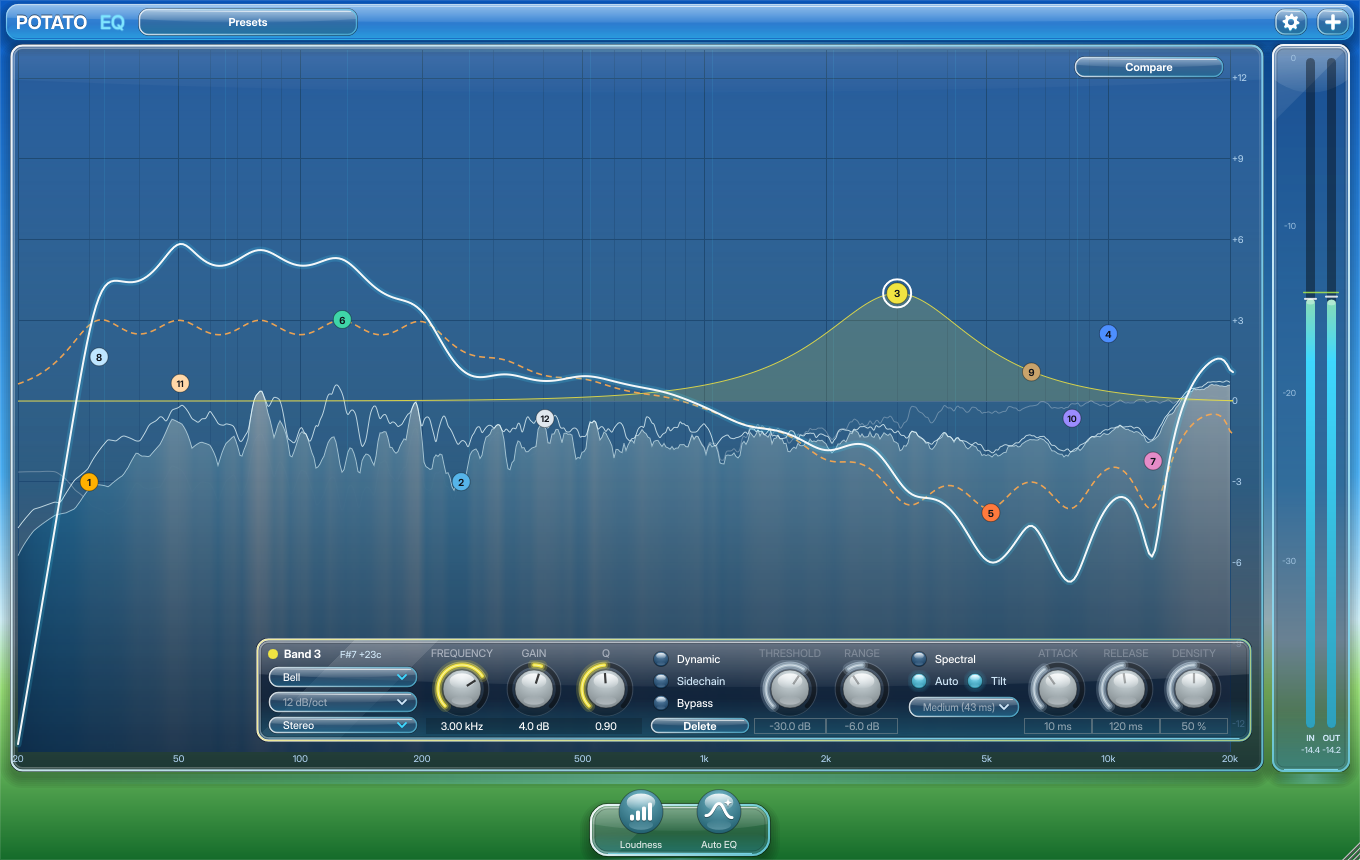 POTATO EQ Presets
Compare
+12
+9
+6
+3
0
-3
-6
-12
0
-10
-20
-30
IN OUT
-14.4 -14.2
3
4
6
8
9
11
12
10
7
1
2
5
Band 3 F#7 +23c
Bell
12 dB/oct
Stereo
FREQUENCY GAIN Q
3.00 kHz 4.0 dB 0.90
Dynamic
Sidechain
Bypass
Delete
THRESHOLD RANGE
-30.0 dB -6.0 dB
Spectral
Auto Tilt
Medium (43 ms)
ATTACK RELEASE DENSITY
10 ms 120 ms 50 %
20 50 100 200 500 1k 2k 5k 10k 20k
Loudness Auto EQ